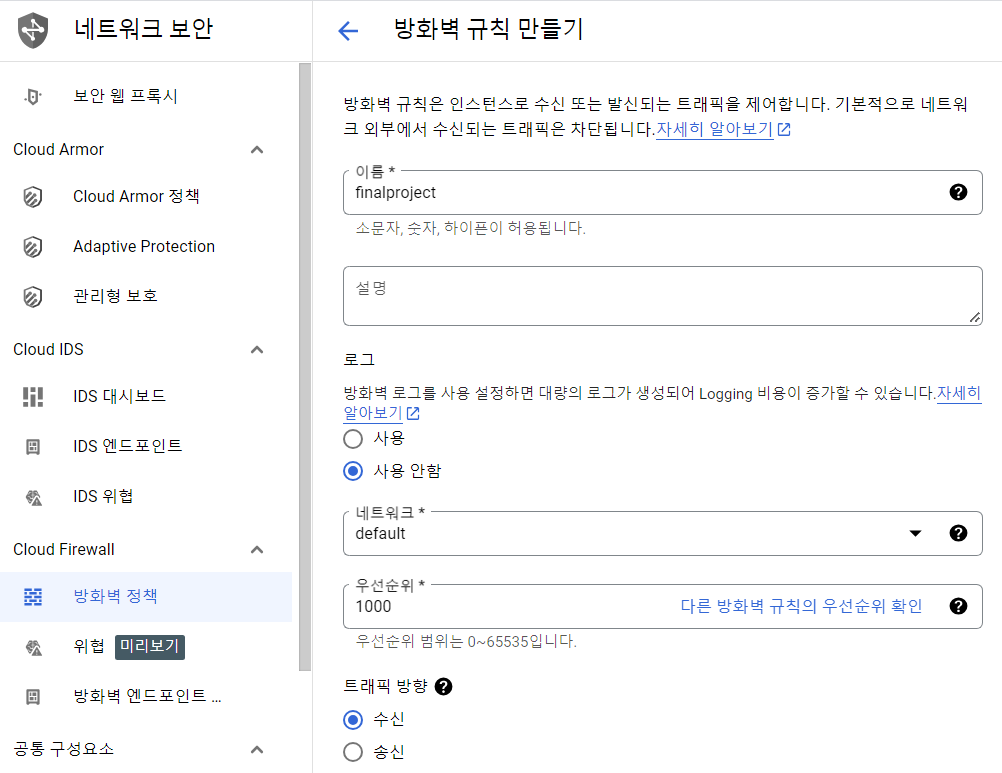 네트워크 보안
보안 웹 프록시
Cloud Armor
Cloud Armor 정책
Adaptive Protection
관리형 보호
Cloud IDS
IDS 대시보드
IDS 엔드포인트
IDS 위협
Cloud Firewall
방화벽 정책
위협 미리보기
방화벽 엔드포인트 ...
공통 구성요소
방화벽 규칙 만들기
방화벽 규칙은 인스턴스로 수신 또는 발신되는 트래픽을 제어합니다. 기본적으로 네트워
크 외부에서 수신되는 트래픽은 차단됩니다.자세히 알아보기
이름 *
finalproject
소문자, 숫자, 하이픈이 허용됩니다.
설명
로그
방화벽 로그를 사용 설정하면 대량의 로그가 생성되어 Logging 비용이 증가할 수 있습니다.자세히
알아보기
사용
사용 안함
네트워크 *
default
우선순위 *
1000 다른 방화벽 규칙의 우선순위 확인
우선순위 범위는 0~65535입니다.
트래픽 방향
수신
송신